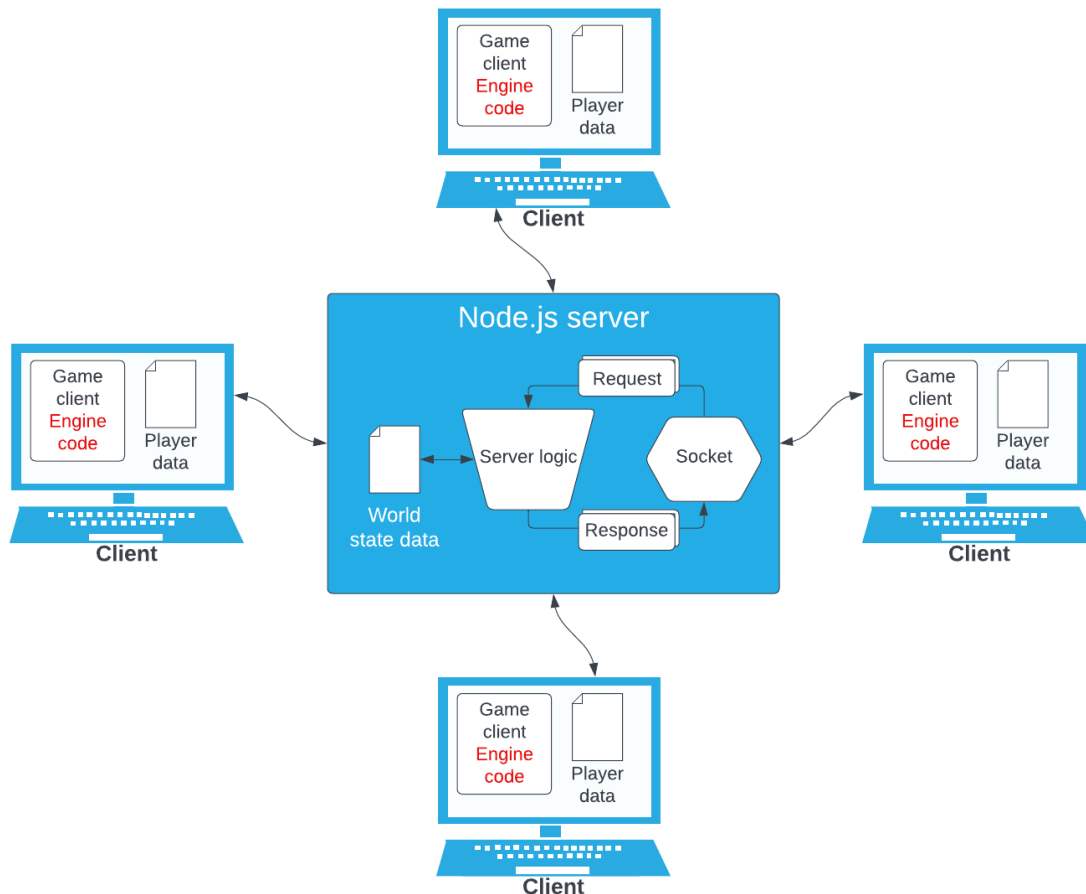 Game
client
Engine
code
Player
data
Client
Node.js server
Request
Server logic
Socket
World
state data
Response
Game
client
Engine
code
Player
data
Client
Game
client
Engine
code
Player
data
Client
Game
client
Engine
code
Player
data
Client